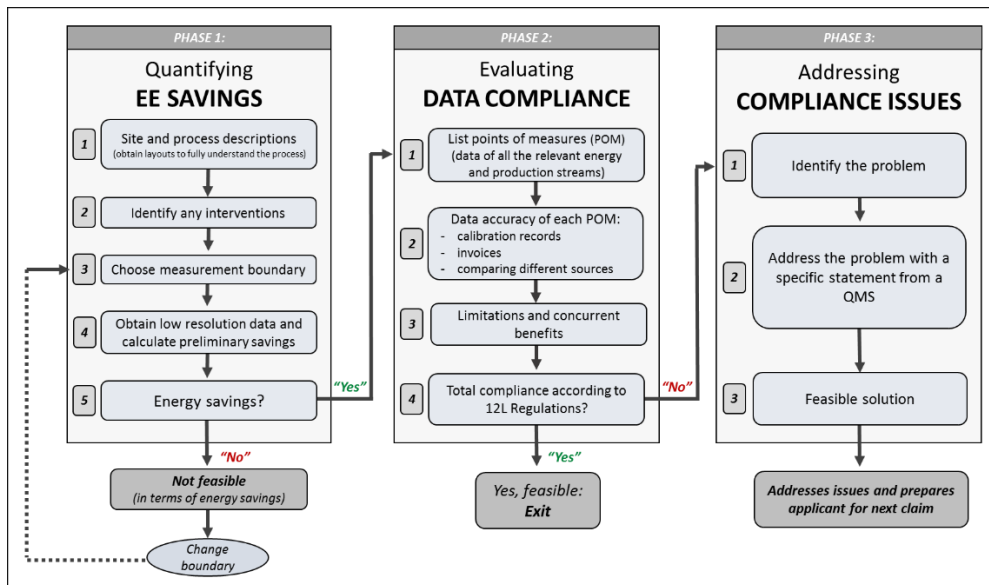 PHASE 1:
Quantifying
EE SAVINGS
1
Site and process descriptions
(obtain layouts to fully understand the process)
2
Identify any interventions
3
Choose measurement boundary
4
Obtain low resolution data and
calculate preliminary savings
5
Energy savings?
"Yes"
"No"
Not feasible
(in terms of energy savings)
Change
boundary
PHASE 2:
Evaluating
DATA COMPLIANCE
1
List points of measures (POM)
(data of all the relevant energy
and production streams)
2
Data accuracy of each POM:
- calibration records
- invoices
- comparing different sources
3
Limitations and concurrent
benefits
4
Total compliance according to
12L Regulations?
"No"
"Yes"
Yes, feasible:
Exit
PHASE 3:
Addressing
COMPLIANCE ISSUES
1
Identify the problem
2
Address the problem with a
specific statement from a
QMS
3
Feasible solution
Addresses issues and prepares
applicant for next claim